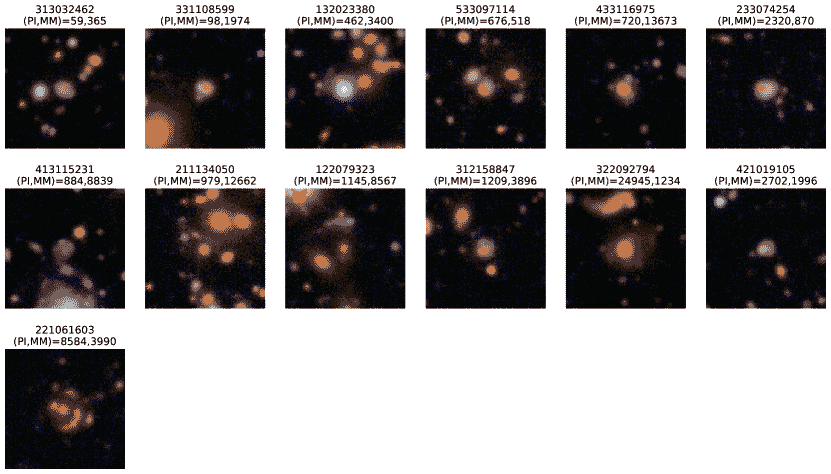 313032462
(PI,MM)=59,365
331108599
(PI,MM)=98,1974
132023380
(PI,MM)=462,3400
533097114
(PI,MM)=676,518
433116975
(PI,MM)=720,13673
233074254
(PI,MM)=2320,870
413115231
(PI,MM)=884,8839
211134050
(PI,MM)=979,12662
122079323
(PI,MM)=1145,8567
312158847
(PI,MM)=1209,3896
322092794
(PI,MM)=24945,1234
421019105
(PI,MM)=2702,1996
221061603
(PI,MM)=8584,3990